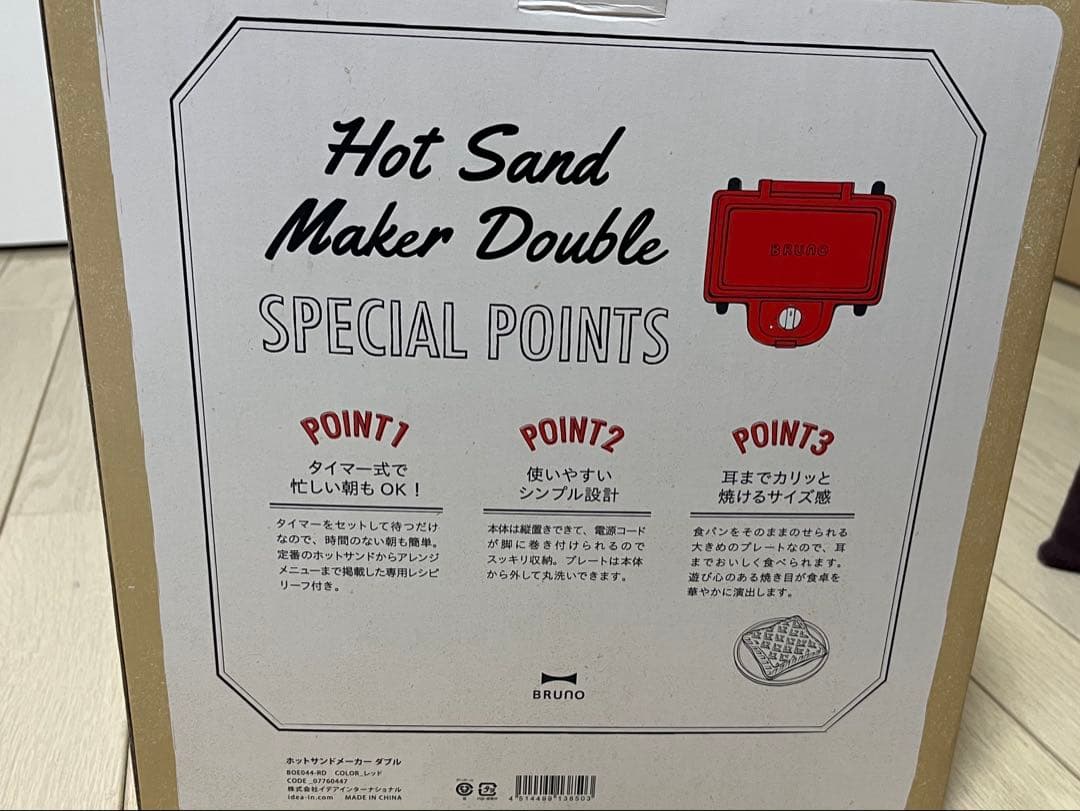 Hot Sand
Maker Double
SPECIAL POINTS
BRUNO
POINT1
タイマー式で
忙しい朝も OK！
タイマーをセットして待つだけ
なので、時間のない朝も簡単。
定番のホットサンドからアレンジ
メニューまで掲載した専用レシピ
リーフ付き。
POINT2
使いやすい
シンプル設計
本体は縦置きできて、電源コード
が脚に巻き付けられるので
スッキリ収納。プレートは本体
から外して丸洗いできます。
POINT3
耳までカリッと
焼けるサイズ感
食パンをそのままのせられる
大きめのプレートなので、耳
までおいしく食べられます。
遊び心のある焼き目が食卓を
華やかに演出します。
BRUNO
ホットサンドメーカー ダブル
BOE044-RD COLOR_レッド
CODE_07760447
株式会社イデアインターナショナル
idea-in.com MADE IN CHINA
4 514499 136503